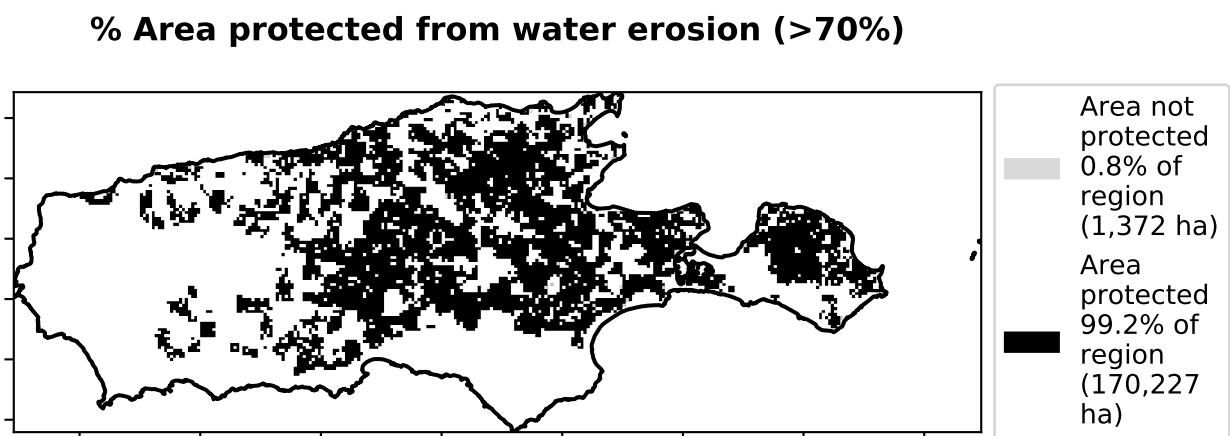 % Area protected from water erosion (>70%)
Area not
protected
0.8% of
region
(1,372 ha)
Area
protected
99.2% of
region
(170,227
ha)